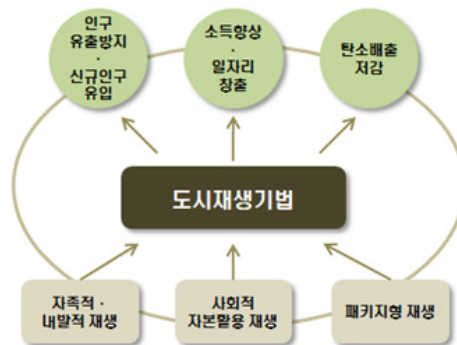 인구
유출방지
·
신규인구
유입
소득향상
·
일자리
창출
탄소배출
저감
도시재생기법
자족적 ·
내발적 재생
사회적
자본활용 재생
패키지형 재생